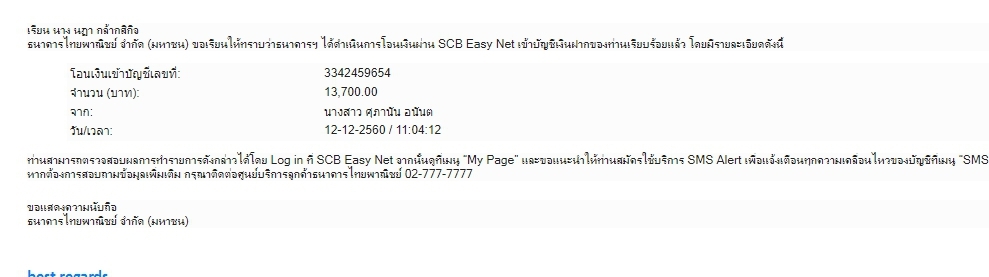 เรียน นาง นฎา กล้ากสิกิจ
ธนาคารไทยพาณิชย์ จำกัด (มหาชน) ขอเรียนให้ทราบว่าธนาคารฯ ได้ดำเนินการโอนเงินผ่าน SCB Easy Net เข้าบัญชีเงินฝากของท่านเรียบร้อยแล้ว โดยมีรายละเอียดดังนี้
โอนเงินเข้าบัญชีเลขที่: 3342459654
จำนวน (บาท): 13,700.00
จาก: นางสาว ศุภานัน อนันต
วัน/เวลา: 12-12-2560 / 11:04:12
ท่านสามารถตรวจสอบผลการทำรายการดังกล่าวได้โดย Log in ที่ SCB Easy Net จากนั้นดูที่เมนู "My Page" และขอแนะนำให้ท่านสมัครใช้บริการ SMS Alert เพื่อแจ้งเตือนทุกความเคลื่อนไหวของบัญชีที่เมนู "SMS
หากต้องการสอบถามข้อมูลเพิ่มเติม กรุณาติดต่อศูนย์บริการลูกค้าธนาคารไทยพาณิชย์ 02-777-7777
ขอแสดงความนับถือ
ธนาคารไทยพาณิชย์ จำกัด (มหาชน)
best regards